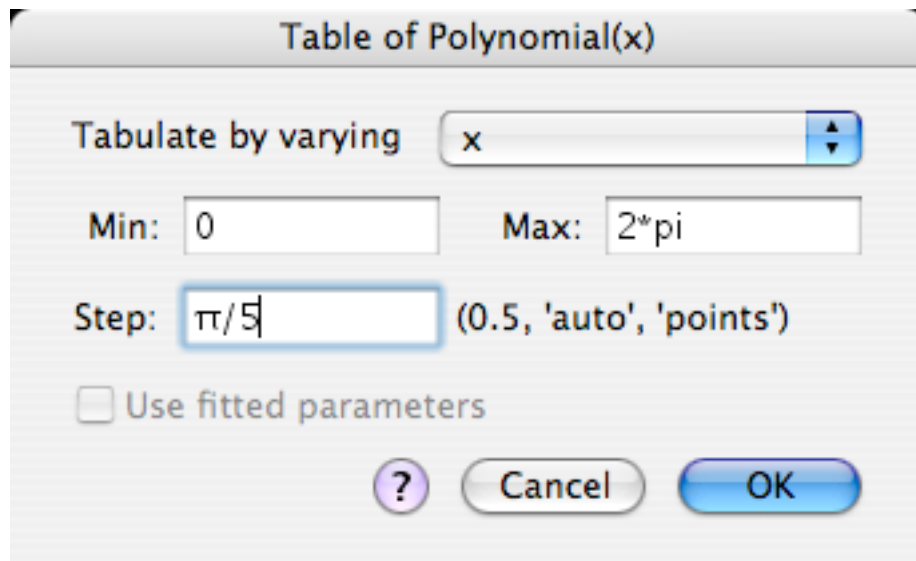 Table of Polynomial(x)
Tabulate by varying x
Min: 0 Max: 2*pi
Step: π/5 (0.5, 'auto', 'points')
Use fitted parameters
? Cancel OK